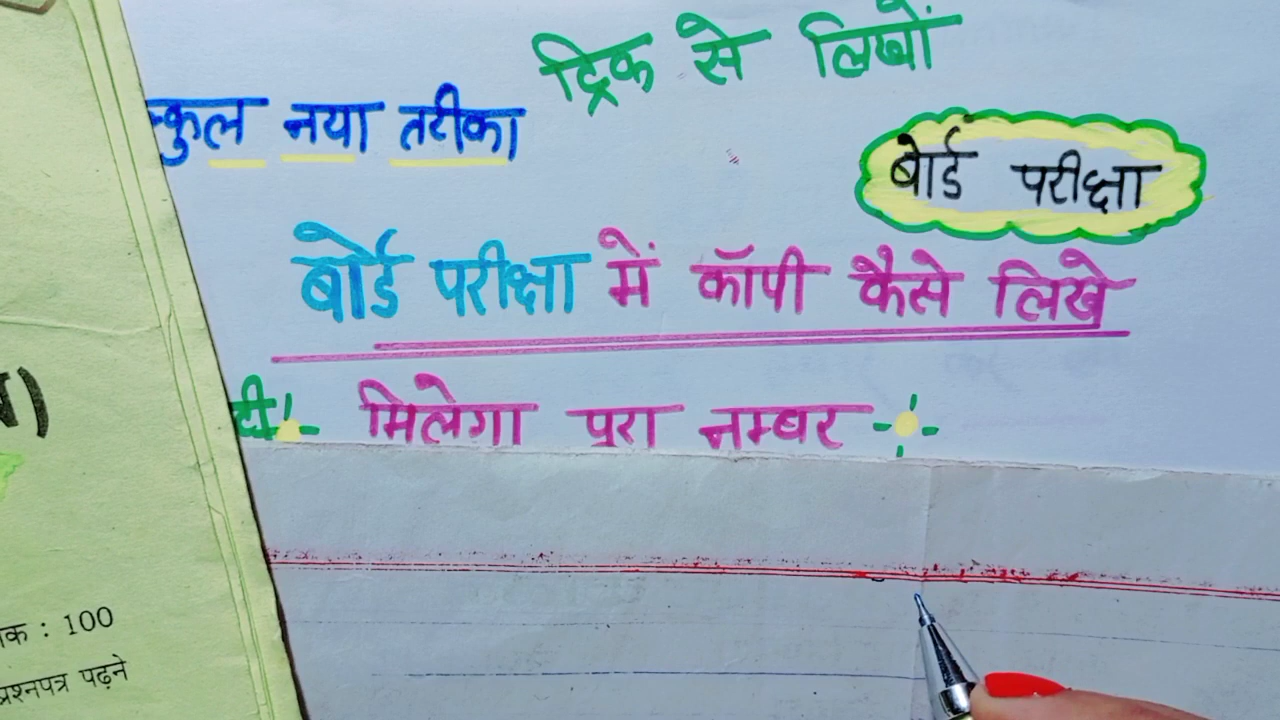 ट्रिक से लिखों
स्कुल नया तरीका
बोर्ड परीक्षा
बोर्ड परीक्षा में कॉपी कैसे लिखे
टी! मिलेगा पुरा नम्बर
न)
क : 100
प्रश्नपत्र पढ़ने